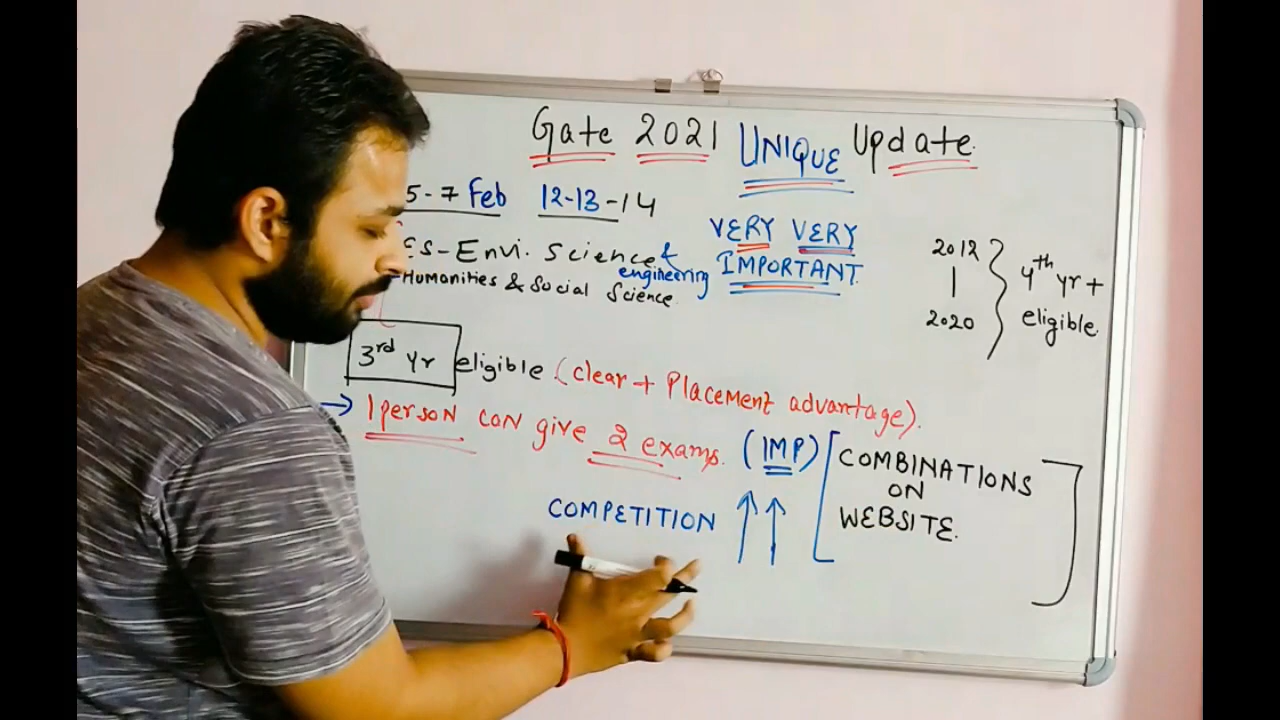 Gate 2021 UNIQUE Update
5-7 Feb 12-13-14
VERY VERY
IMPORTANT
ES-Envi. Science &
engineering
Humanities & Social Science.
2012
|
2020
4th yr +
eligible.
3rd Yr eligible (clear + Placement advantage).
→ 1 person can give 2 exams. (IMP)
COMBINATIONS
ON
WEBSITE.
COMPETITION ↑↑